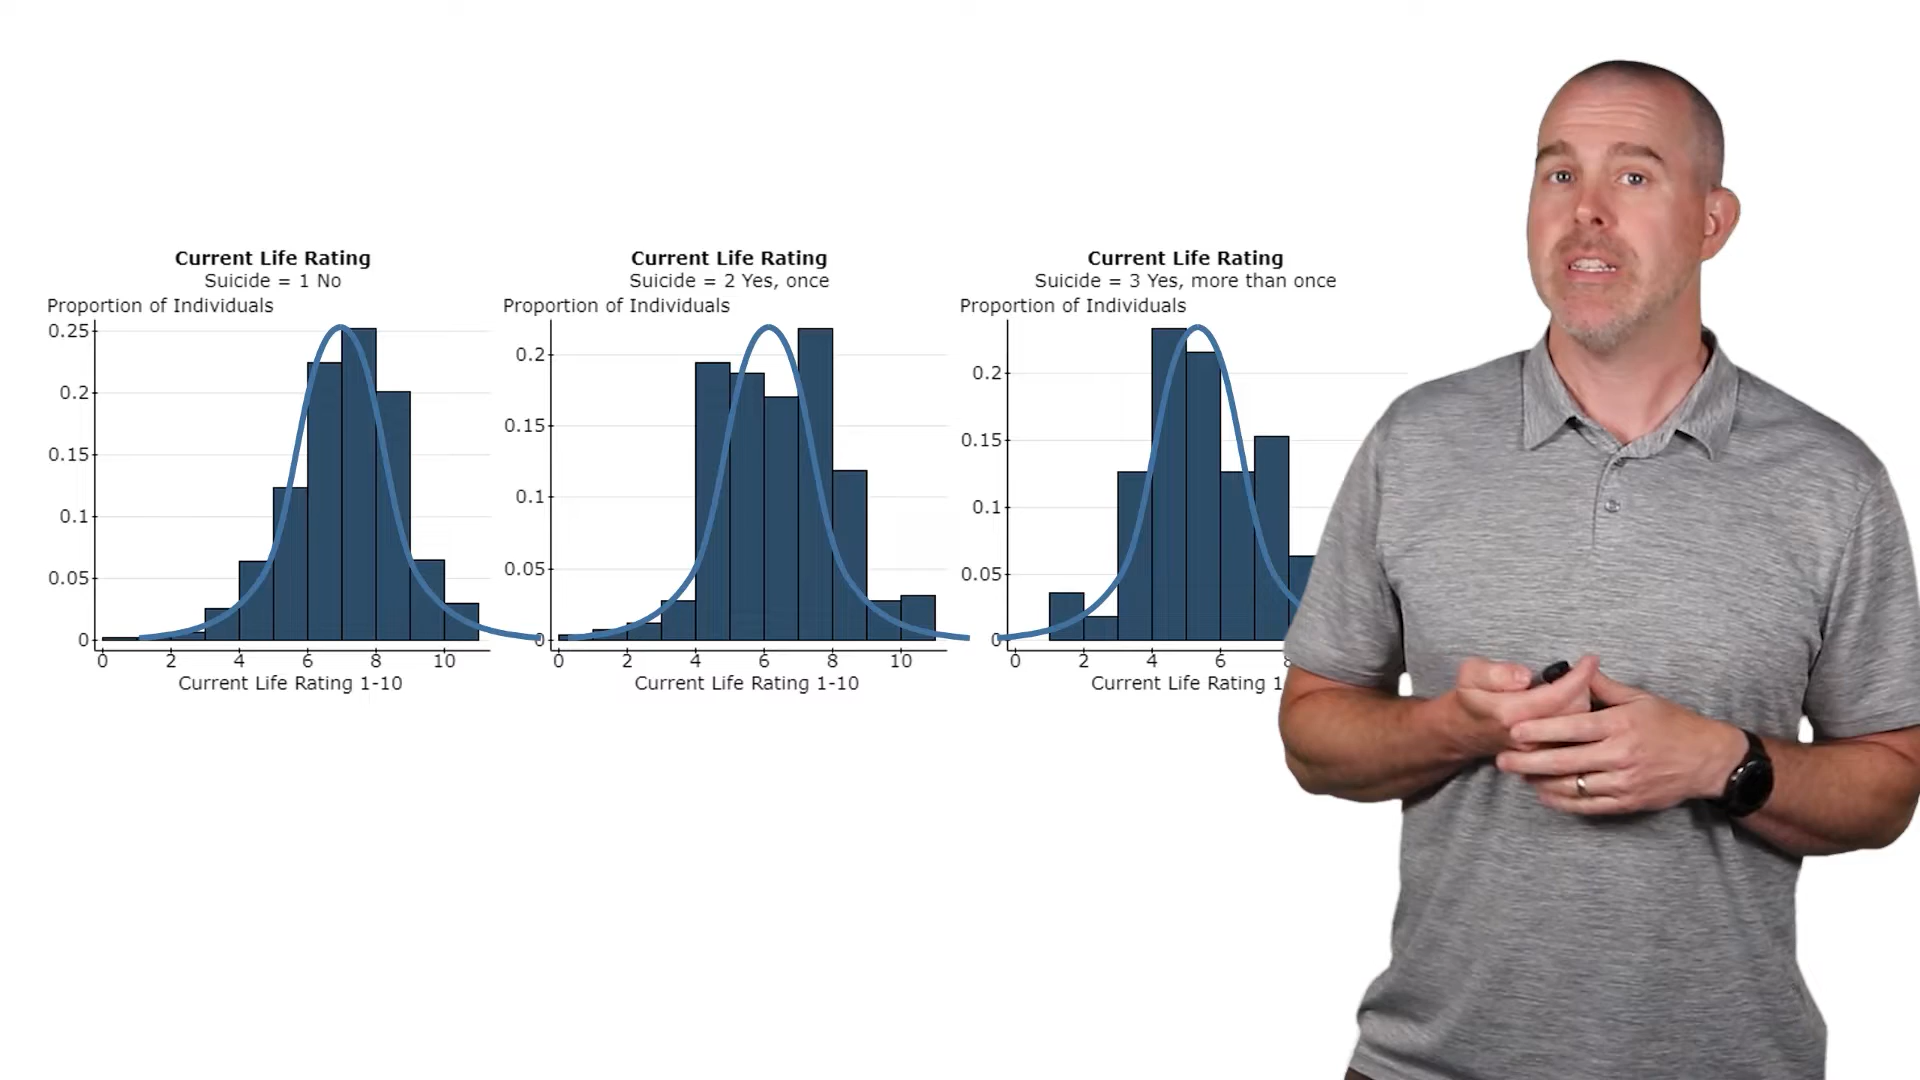 Current Life Rating
Suicide = 1 No
Proportion of Individuals
0.25
0.2
0.15
0.1
0.05
0
0 2 4 6 8 10
Current Life Rating 1-10
Current Life Rating
Suicide = 2 Yes, once
Proportion of Individuals
0.2
0.15
0.1
0.05
0
0 2 4 6 8 10
Current Life Rating 1-10
Current Life Rating
Suicide = 3 Yes, more than once
Proportion of Individuals
0.2
0.15
0.1
0.05
0
0 2 4 6
Current Life Rating